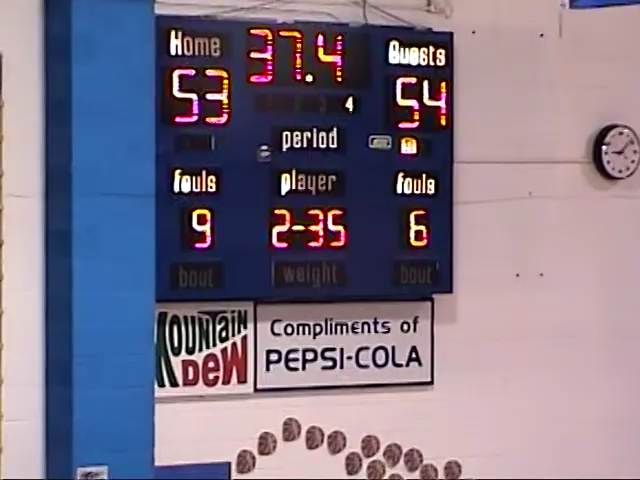 Home 37.4 Guests
53 4 54
period
fouls player fouls
9 2-35 6
bout weight bout
MOUNTAIN DEW
Compliments of
PEPSI-COLA